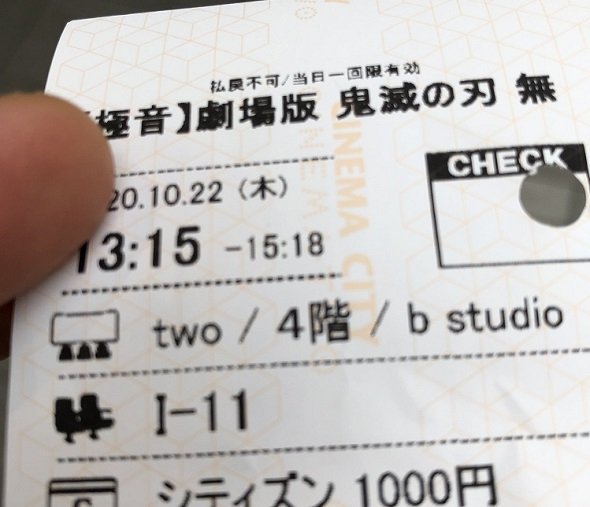 払戻不可/当日一回限有効
極音】劇場版 鬼滅の刃 無
20.10.22 (木)
13:15 -15:18
CHECK
CINEMA CITY
two / 4階 / b studio
I-11
シティズン 1000円